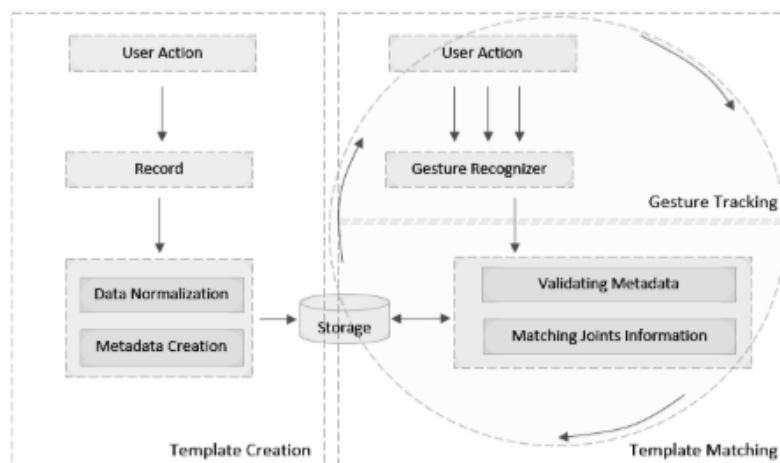 User Action
Record
Data Normalization
Metadata Creation
Template Creation
Storage
User Action
Gesture Recognizer
Gesture Tracking
Validating Metadata
Matching Joints Information
Template Matching